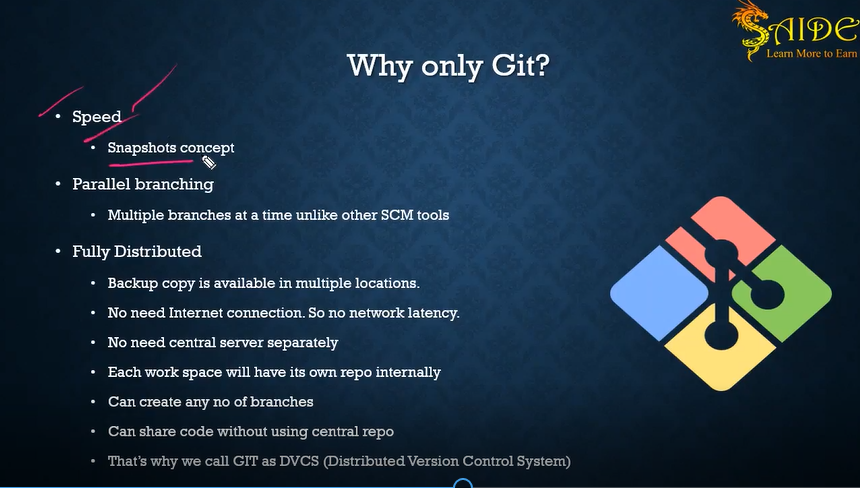 SAIDE
Learn More to Earn
Why only Git?
• Speed
• Snapshots concept
• Parallel branching
• Multiple branches at a time unlike other SCM tools
• Fully Distributed
• Backup copy is available in multiple locations.
• No need Internet connection. So no network latency.
• No need central server separately
• Each work space will have its own repo internally
• Can create any no of branches
• Can share code without using central repo
• That's why we call GIT as DVCS (Distributed Version Control System)